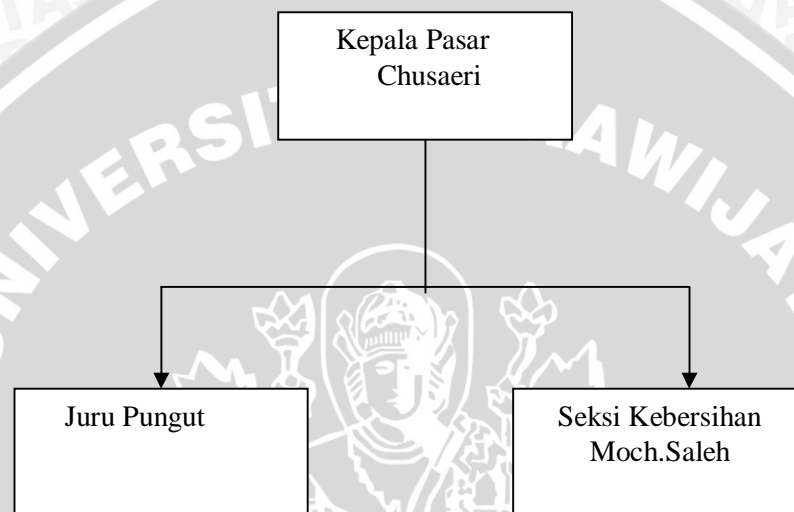 Kepala Pasar
Chusaeri
Juru Pungut
Seksi Kebersihan
Moch.Saleh